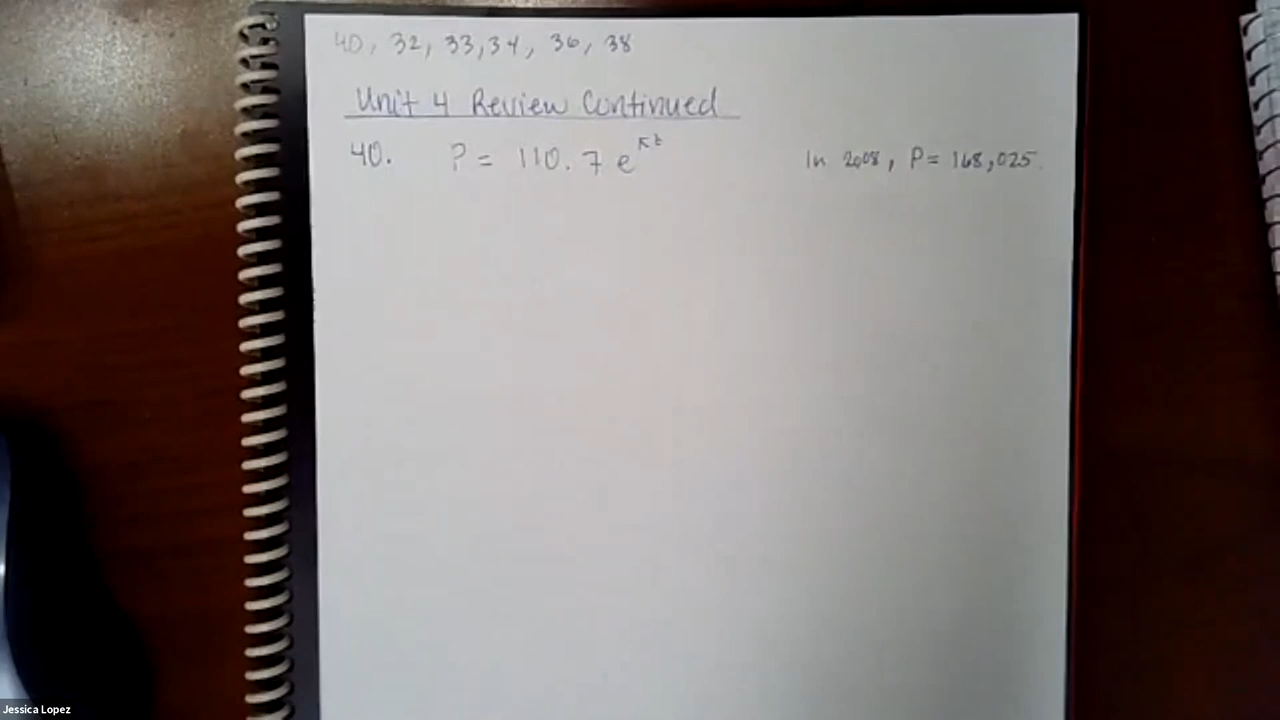 40, 32, 33, 34, 36, 38
Unit 4 Review Continued
40. P = 110.7 e^kt In 2008, P = 168,025
Jessica Lopez